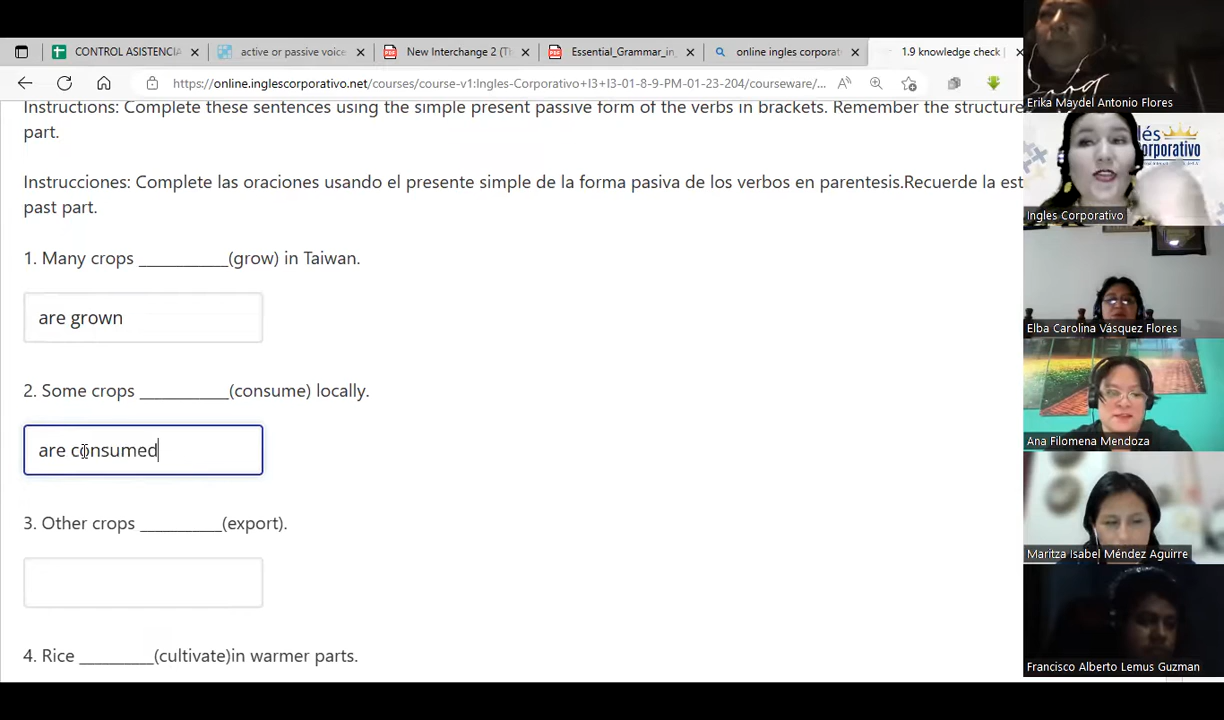 CONTROL ASISTENCIA
active or passive voice
New Interchange 2 (T
Essential_Grammar_in_
online ingles corporat
1.9 knowledge check |
https://online.inglescorporativo.net/courses/course-v1:Ingles-Corporativo+I3+I3-01-8-9-PM-01-23-204/courseware/...
Instructions: Complete these sentences using the simple present passive form of the verbs in brackets. Remember the structure
part.
Instrucciones: Complete las oraciones usando el presente simple de la forma pasiva de los verbos en parentesis.Recuerde la est
past part.
1. Many crops ___________(grow) in Taiwan.
are grown
2. Some crops ___________(consume) locally.
are consumed
3. Other crops __________(export).
4. Rice _________(cultivate)in warmer parts.
Erika Maydel Antonio Flores
lés
orporativo
Ingles Corporativo
Elba Carolina Vásquez Flores
Ana Filomena Mendoza
Maritza Isabel Méndez Aguirre
Francisco Alberto Lemus Guzman